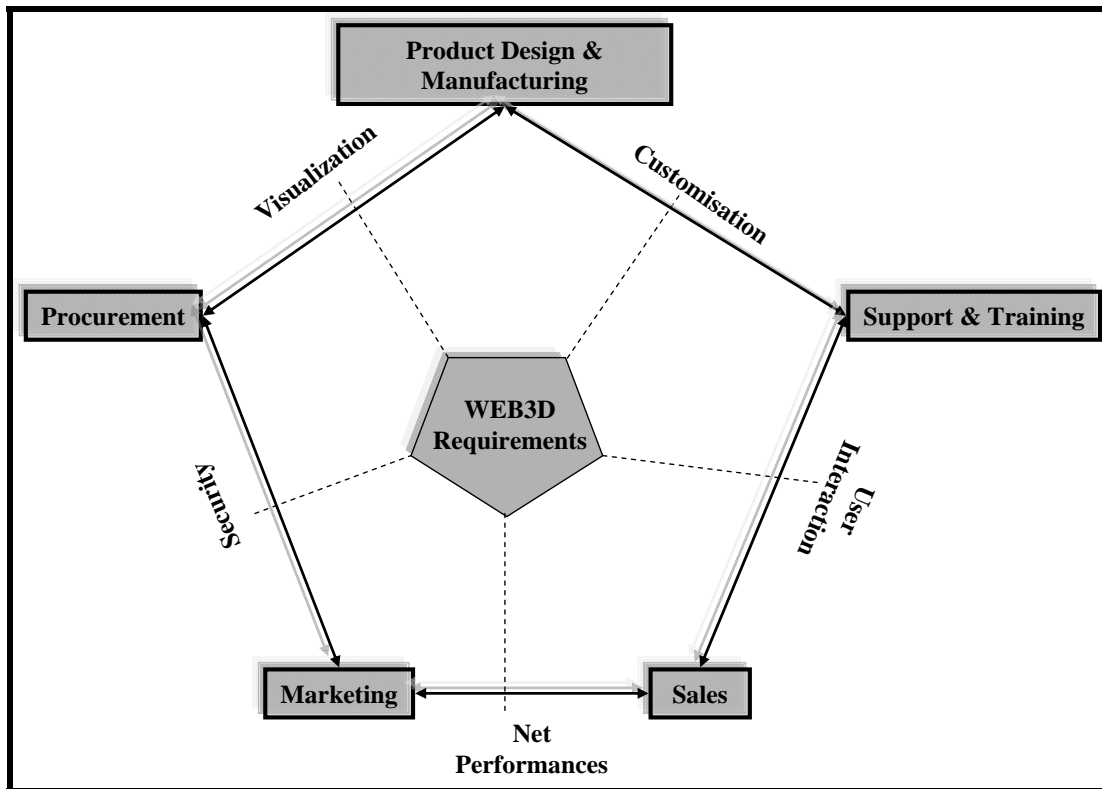 Product Design &
Manufacturing
Visualization
Customisation
Procurement
Support & Training
WEB3D
Requirements
Security
User
Interaction
Marketing
Sales
Net
Performances